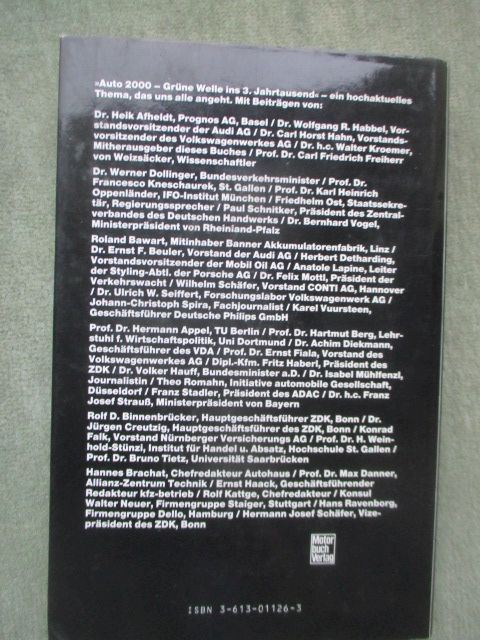 »Auto 2000 – Grüne Welle ins 3. Jahrtausend« – ein hochaktuelles
Thema, das uns alle angeht. Mit Beiträgen von:
Dr. Heik Afheldt, Prognos AG, Basel / Dr. Wolfgang R. Habbel, Vor-
standsvorsitzender der Audi AG / Dr. Carl Horst Hahn, Vorstands-
vorsitzender des Volkswagenwerkes AG / Dr. h.c. Walter Kroemer,
Mitherausgeber dieses Buches / Prof. Dr. Carl Friedrich Freiherr
von Weizsäcker, Wissenschaftler
Dr. Werner Dollinger, Bundesverkehrsminister / Prof. Dr.
Francesco Kneschaurek, St. Gallen / Prof. Dr. Karl Heinrich
Oppenländer, IFO-Institut München / Friedhelm Ost, Staatssekre-
tär, Regierungssprecher / Paul Schnitker, Präsident des Zentral-
verbandes des Deutschen Handwerks / Dr. Bernhard Vogel,
Ministerpräsident von Rheinland-Pfalz
Roland Bawart, Mitinhaber Banner Akkumulatorenfabrik, Linz /
Dr. Ernst F. Beuler, Vorstand der Audi AG / Herbert Detharding,
Vorstandsvorsitzender der Mobil Oil AG / Anatole Lapine, Leiter
der Styling-Abtl. der Porsche AG / Dr. Felix Mottl, Präsident der
Verkehrswacht / Wilhelm Schäfer, Vorstand CONTI AG, Hannover
/ Dr. Ulrich W. Seiffert, Forschungslabor Volkswagenwerk AG /
Johann-Christoph Spira, Fachjournalist / Karel Vuursteen,
Geschäftsführer Deutsche Philips GmbH
Prof. Dr. Hermann Appel, TU Berlin / Prof. Dr. Hartmut Berg, Lehr-
stuhl f. Wirtschaftspolitik, Uni Dortmund / Dr. Achim Diekmann,
Geschäftsführer des VDA / Prof. Dr. Ernst Fiala, Vorstand des
Volkswagenwerkes AG / Dipl.-Kfm. Fritz Haberl, Präsident des
ZDK / Dr. Volker Hauff, Bundesminister a.D. / Dr. Isabel Mühlfenzl,
Journalistin / Theo Romahn, Initiative automobile Gesellschaft,
Düsseldorf / Franz Stadler, Präsident des ADAC / Dr. h.c. Franz
Josef Strauß, Ministerpräsident von Bayern
Rolf D. Binnenbrücker, Hauptgeschäftsführer ZDK, Bonn / Dr.
Jürgen Creutzig, Hauptgeschäftsführer des ZDK, Bonn / Konrad
Falk, Vorstand Nürnberger Versicherungs AG / Prof. Dr. H. Wein-
hold-Stünzi, Institut für Handel u. Absatz, Hochschule St. Gallen /
Prof. Dr. Bruno Tietz, Universität Saarbrücken
Hannes Brachat, Chefredakteur Autohaus / Prof. Dr. Max Danner,
Allianz-Zentrum Technik / Ernst Haack, Geschäftsführender
Redakteur kfz-betrieb / Rolf Kattge, Chefredakteur / Konsul
Walter Neuer, Firmengruppe Staiger, Stuttgart / Hans Ravenborg,
Firmengruppe Dello, Hamburg / Hermann Josef Schäfer, Vize-
präsident des ZDK, Bonn
Motor
buch
Verlag
ISBN 3-613-01126-3